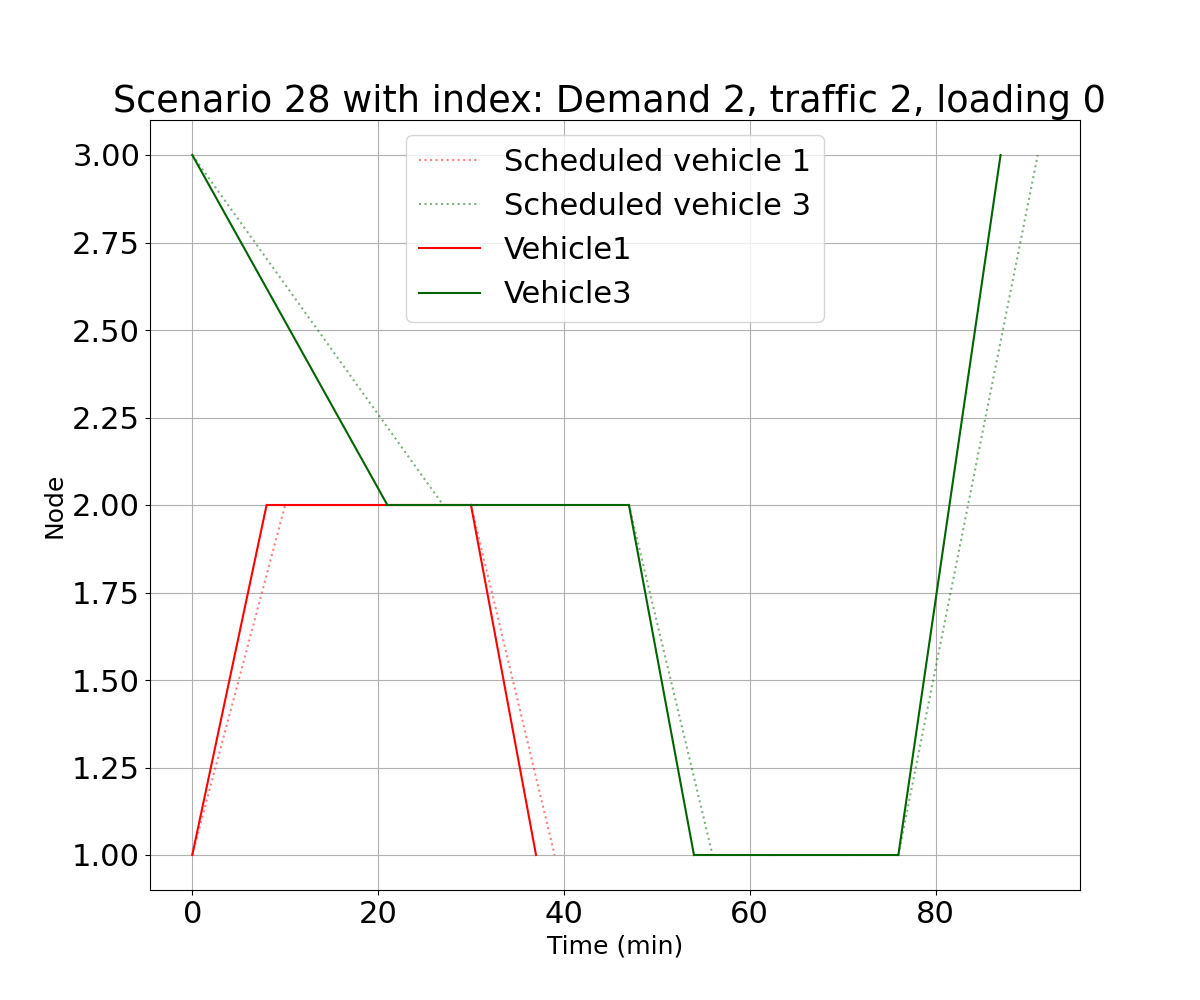 Scenario 28 with index: Demand 2, traffic 2, loading 0
Scheduled vehicle 1
Scheduled vehicle 3
Vehicle1
Vehicle3
3.00
2.75
2.50
2.25
2.00
1.75
1.50
1.25
1.00
Node
0 20 40 60 80
Time (min)